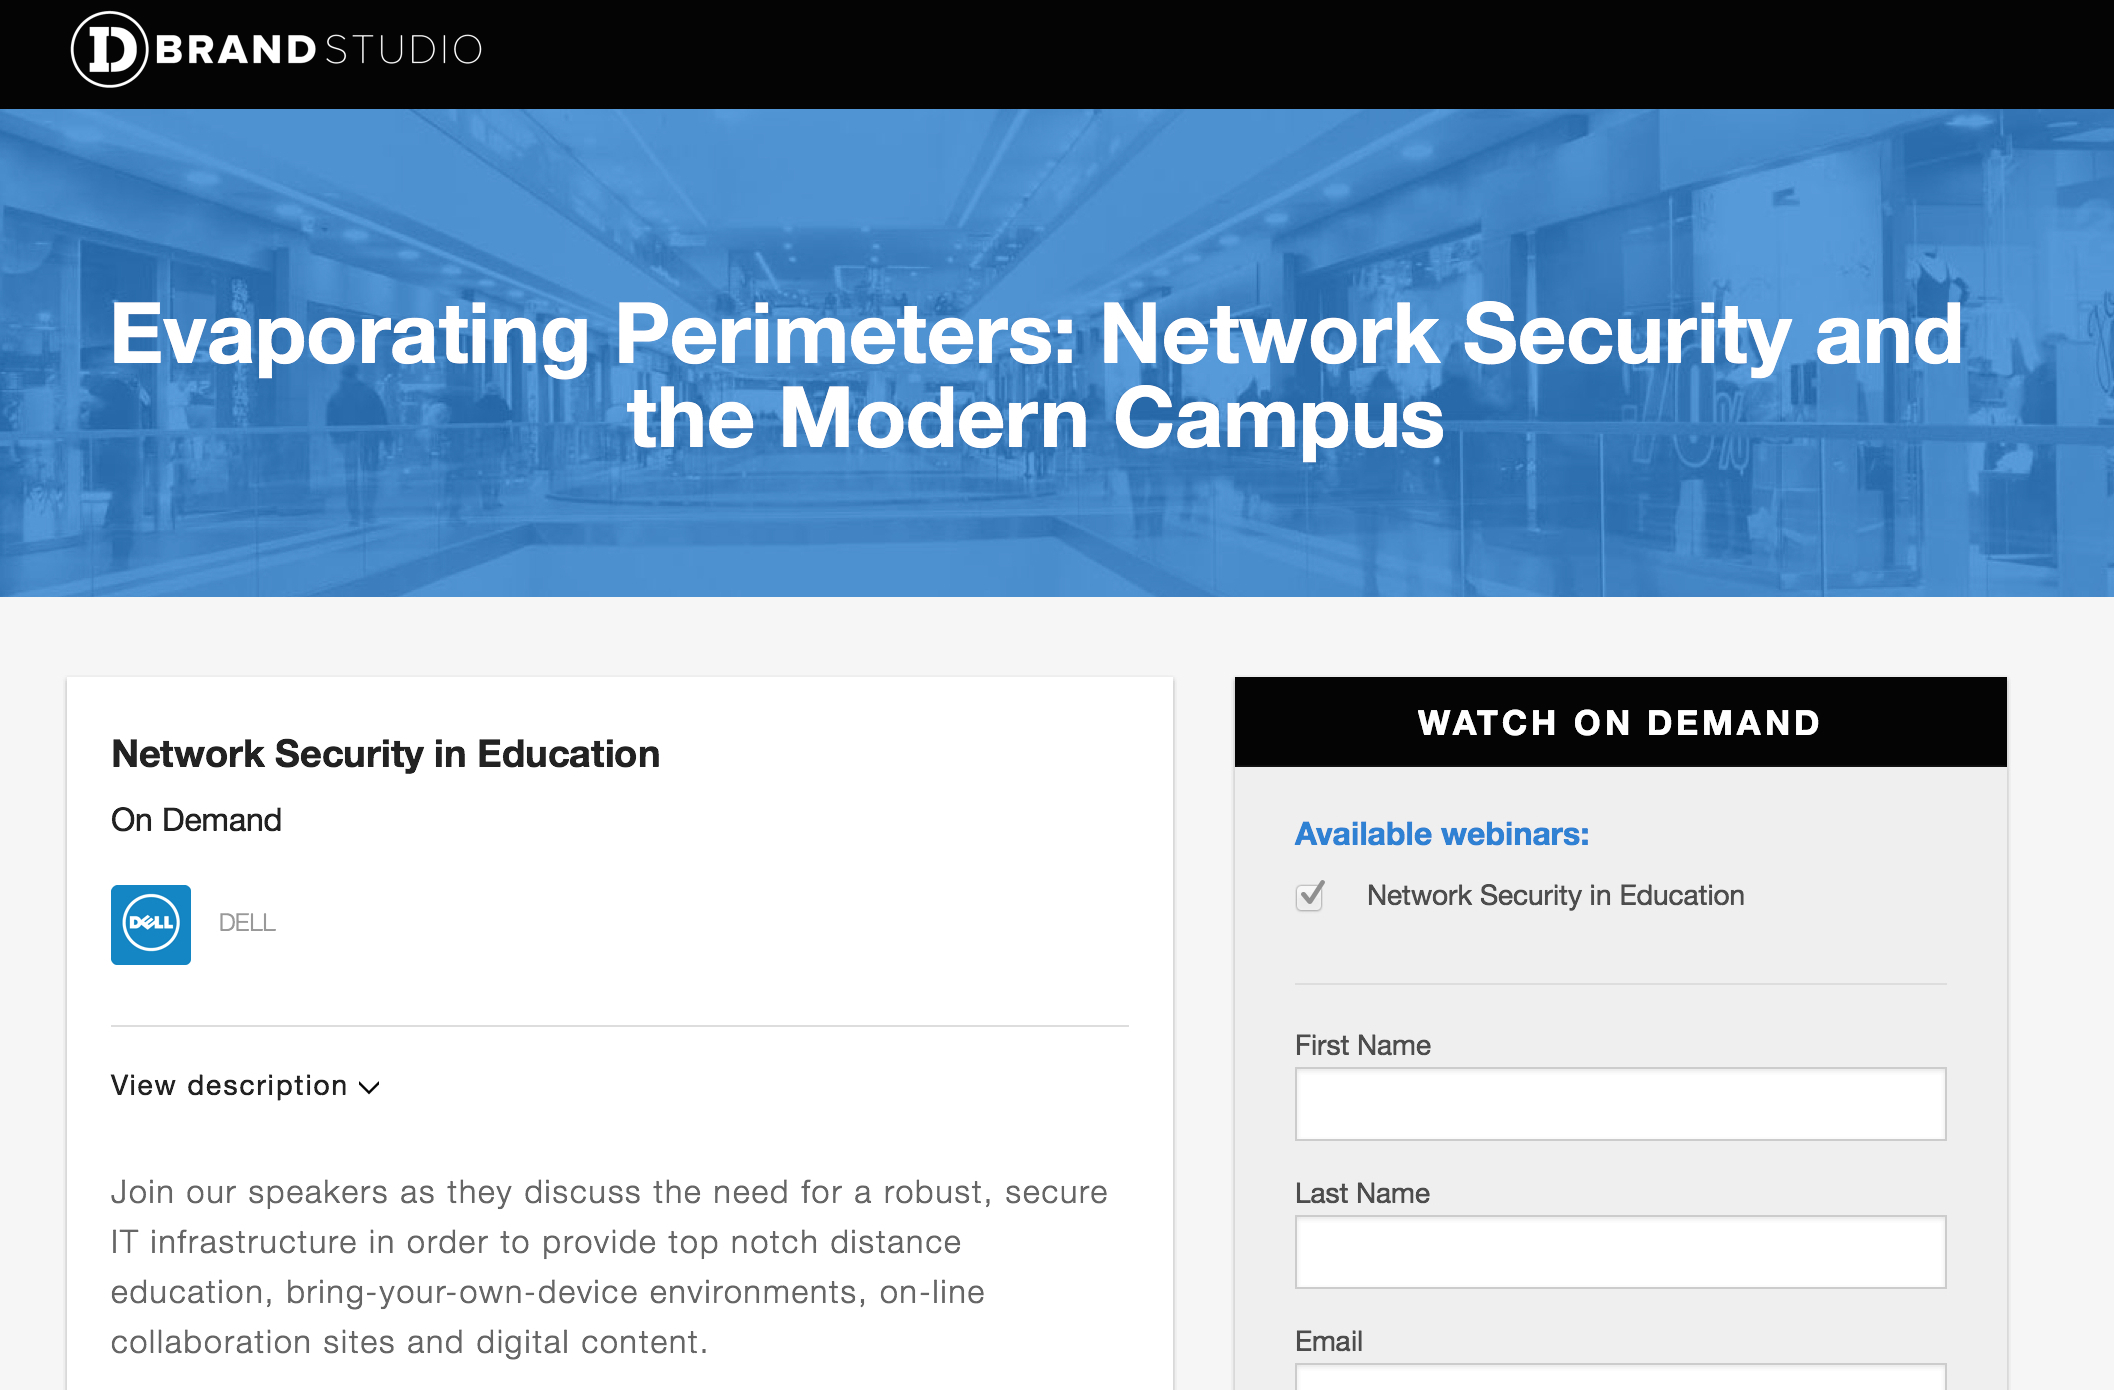 D BRAND STUDIO
Evaporating Perimeters: Network Security and
the Modern Campus
Network Security in Education
On Demand
DELL
DELL
View description
Join our speakers as they discuss the need for a robust, secure
IT infrastructure in order to provide top notch distance
education, bring-your-own-device environments, on-line
collaboration sites and digital content.
WATCH ON DEMAND
Available webinars:
Network Security in Education
First Name
Last Name
Email
70%